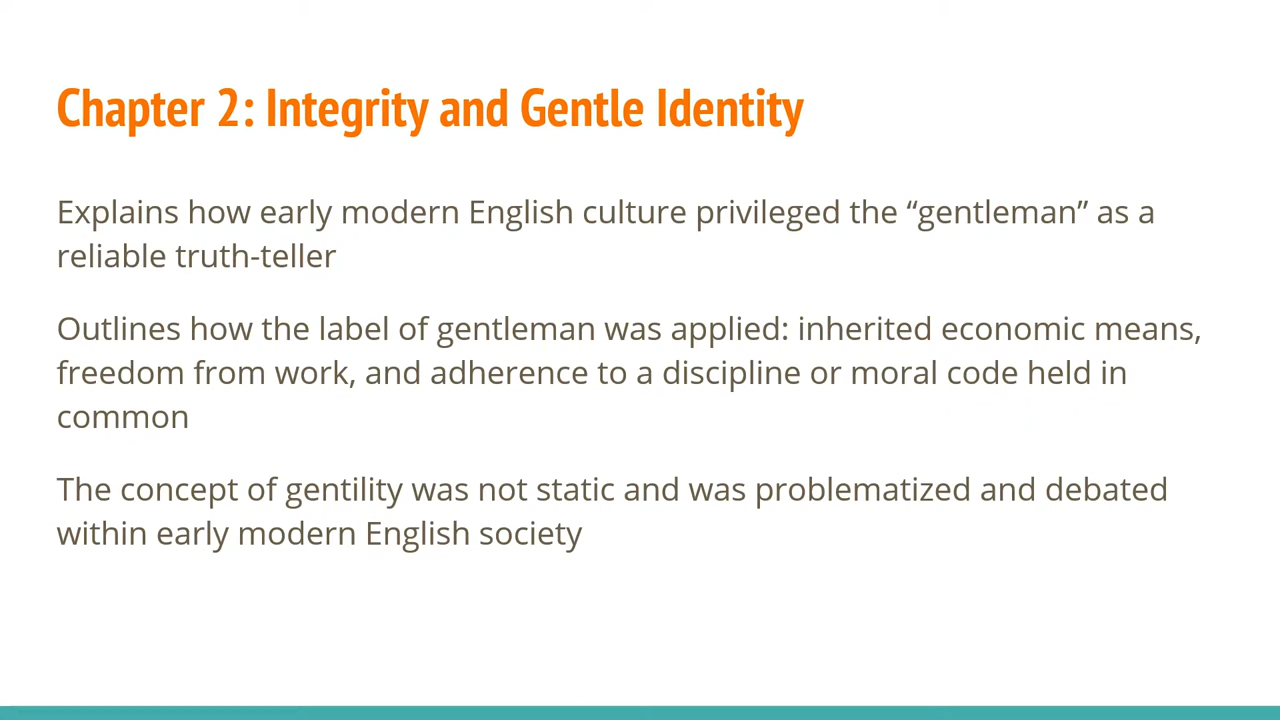 Chapter 2: Integrity and Gentle Identity
Explains how early modern English culture privileged the “gentleman” as a
reliable truth-teller
Outlines how the label of gentleman was applied: inherited economic means,
freedom from work, and adherence to a discipline or moral code held in
common
The concept of gentility was not static and was problematized and debated
within early modern English society